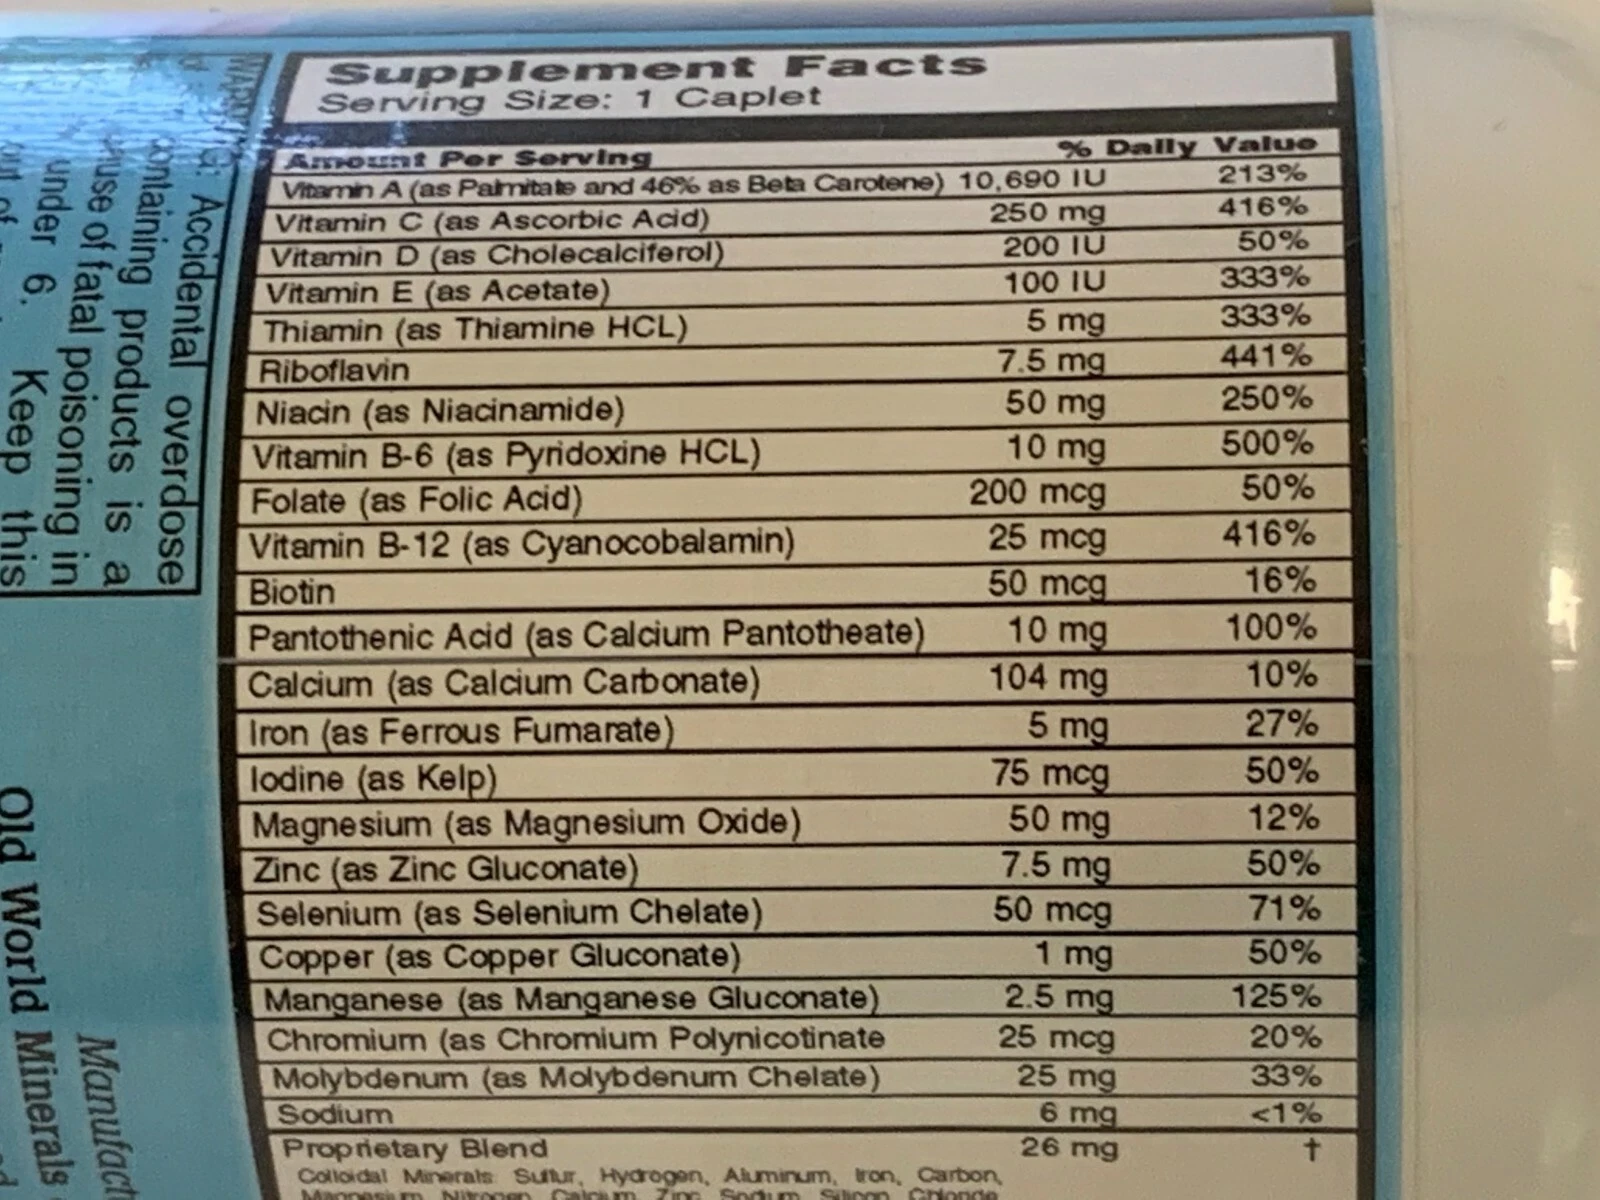 Supplement Facts
Serving Size: 1 Caplet
Amount Per Serving % Daily Value
Vitamin A (as Palmitate and 46% as Beta Carotene) 10,690 IU 213%
Vitamin C (as Ascorbic Acid) 250 mg 416%
Vitamin D (as Cholecalciferol) 200 IU 50%
Vitamin E (as Acetate) 100 IU 333%
Thiamin (as Thiamine HCL) 5 mg 333%
Riboflavin 7.5 mg 441%
Niacin (as Niacinamide) 50 mg 250%
Vitamin B-6 (as Pyridoxine HCL) 10 mg 500%
Folate (as Folic Acid) 200 mcg 50%
Vitamin B-12 (as Cyanocobalamin) 25 mcg 416%
Biotin 50 mcg 16%
Pantothenic Acid (as Calcium Pantotheate) 10 mg 100%
Calcium (as Calcium Carbonate) 104 mg 10%
Iron (as Ferrous Fumarate) 5 mg 27%
Iodine (as Kelp) 75 mcg 50%
Magnesium (as Magnesium Oxide) 50 mg 12%
Zinc (as Zinc Gluconate) 7.5 mg 50%
Selenium (as Selenium Chelate) 50 mcg 71%
Copper (as Copper Gluconate) 1 mg 50%
Manganese (as Manganese Gluconate) 2.5 mg 125%
Chromium (as Chromium Polynicotinate 25 mcg 20%
Molybdenum (as Molybdenum Chelate) 25 mg 33%
Sodium 6 mg <1%
Proprietary Blend 26 mg †
Colloidal Minerals: Sulfur, Hydrogen, Aluminum, Iron, Carbon,
Magnesium, Nitrogen, Calcium, Zinc, Sodium, Silicon, Chloride
Accidental overdose
containing products is a
use of fatal poisoning in
under 6. Keep this
Manufact
Old World Minerals